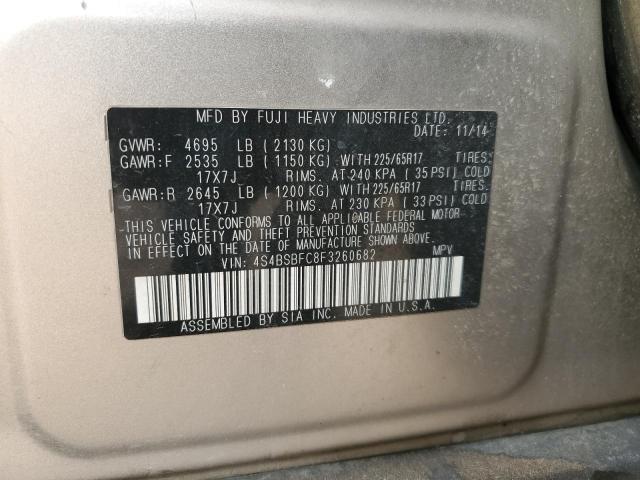 MFD BY FUJI HEAVY INDUSTRIES LTD.
DATE: 11/14
GVWR: 4695 LB (2130 KG)
GAWR:F 2535 LB (1150 KG) WITH 225/65R17 TIRES.
17X7J RIMS. AT 240 KPA (35 PSI) COLD
GAWR:R 2645 LB (1200 KG) WITH 225/65R17 TIRES.
17X7J RIMS. AT 230 KPA (33 PSI) COLD
THIS VEHICLE CONFORMS TO ALL APPLICABLE FEDERAL MOTOR
VEHICLE SAFETY AND THEFT PREVENTION STANDARDS
IN EFFECT ON THE DATE OF MANUFACTURE SHOWN ABOVE.
VIN: 4S4BSBFC8F3260682 MPV
ASSEMBLED BY SIA INC. MADE IN U.S.A.